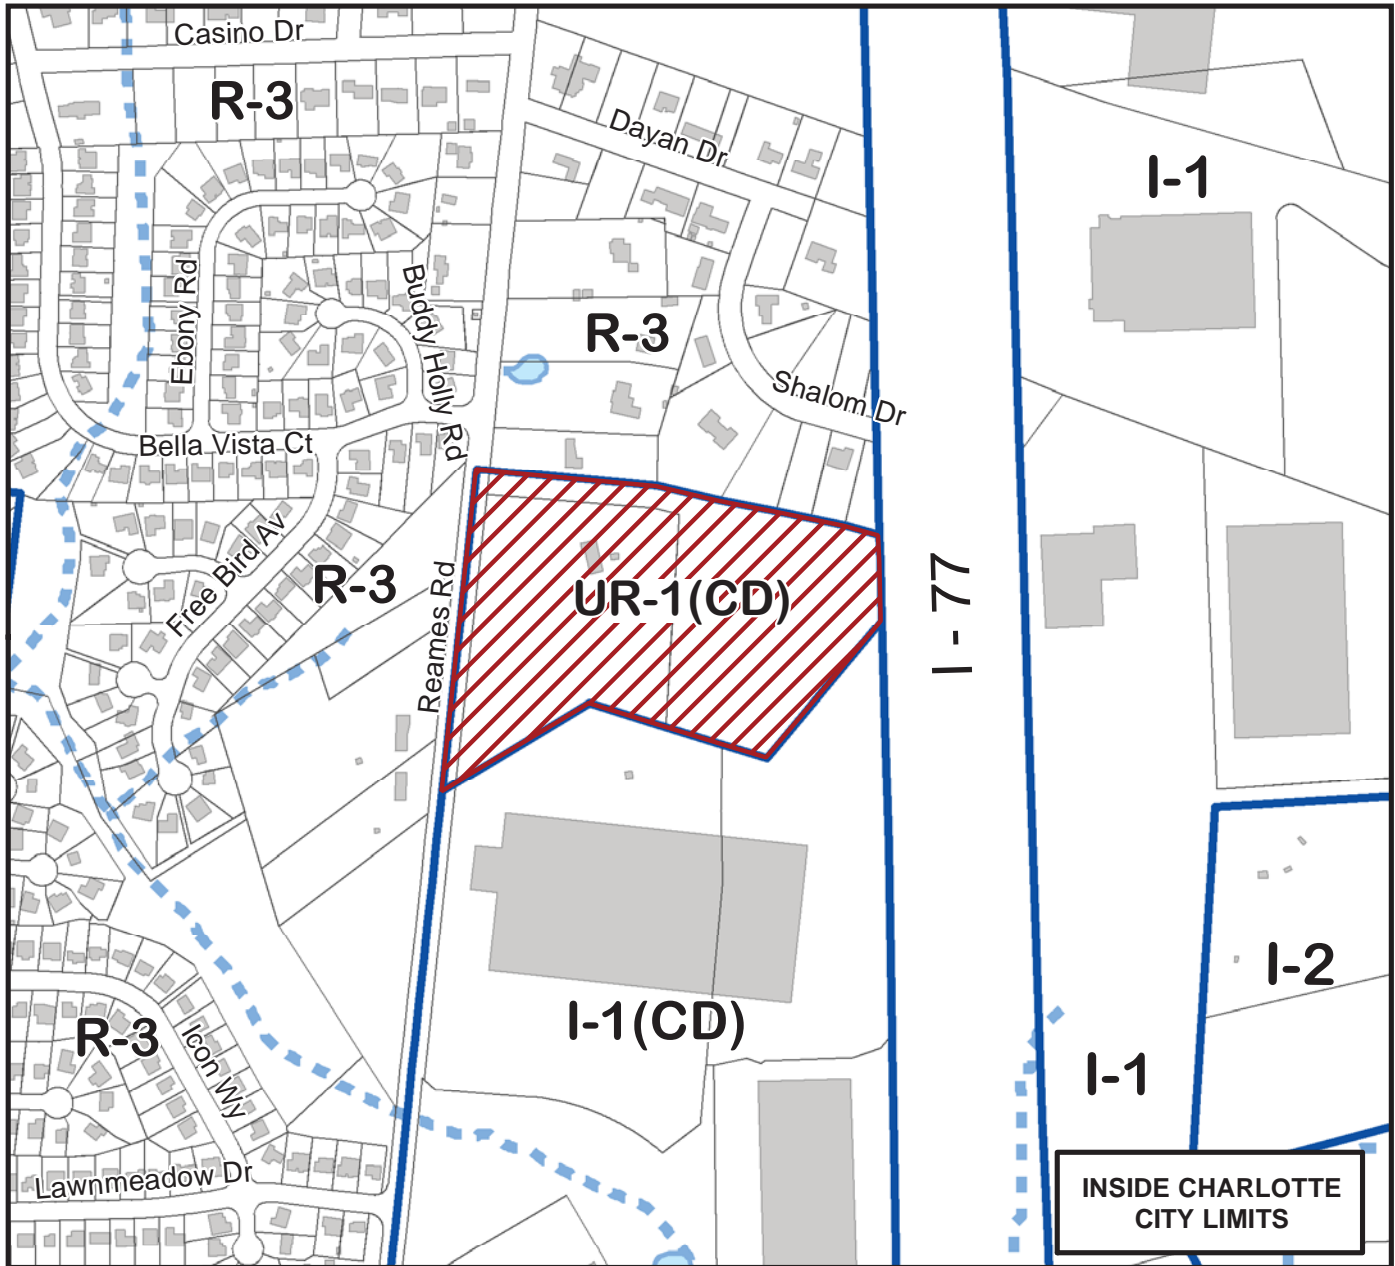 Casino Dr
R-3
Dayan Dr
I-1
Ebony Rd
Buddy Holly Rd
R-3
Shalom Dr
Bella Vista Ct
Free Bird Av
R-3
Reames Rd
UR-1(CD)
I - 77
I-2
I-1(CD)
R-3
Icon Wy
I-1
Lawnmeadow Dr
INSIDE CHARLOTTE
CITY LIMITS